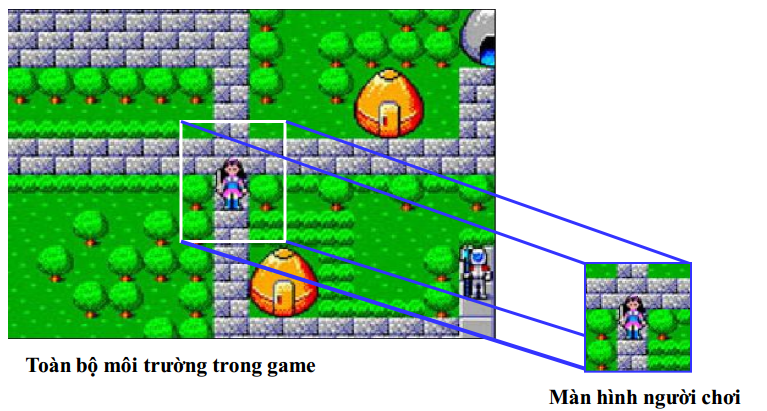 Toàn bộ môi trường trong game
Màn hình người chơi